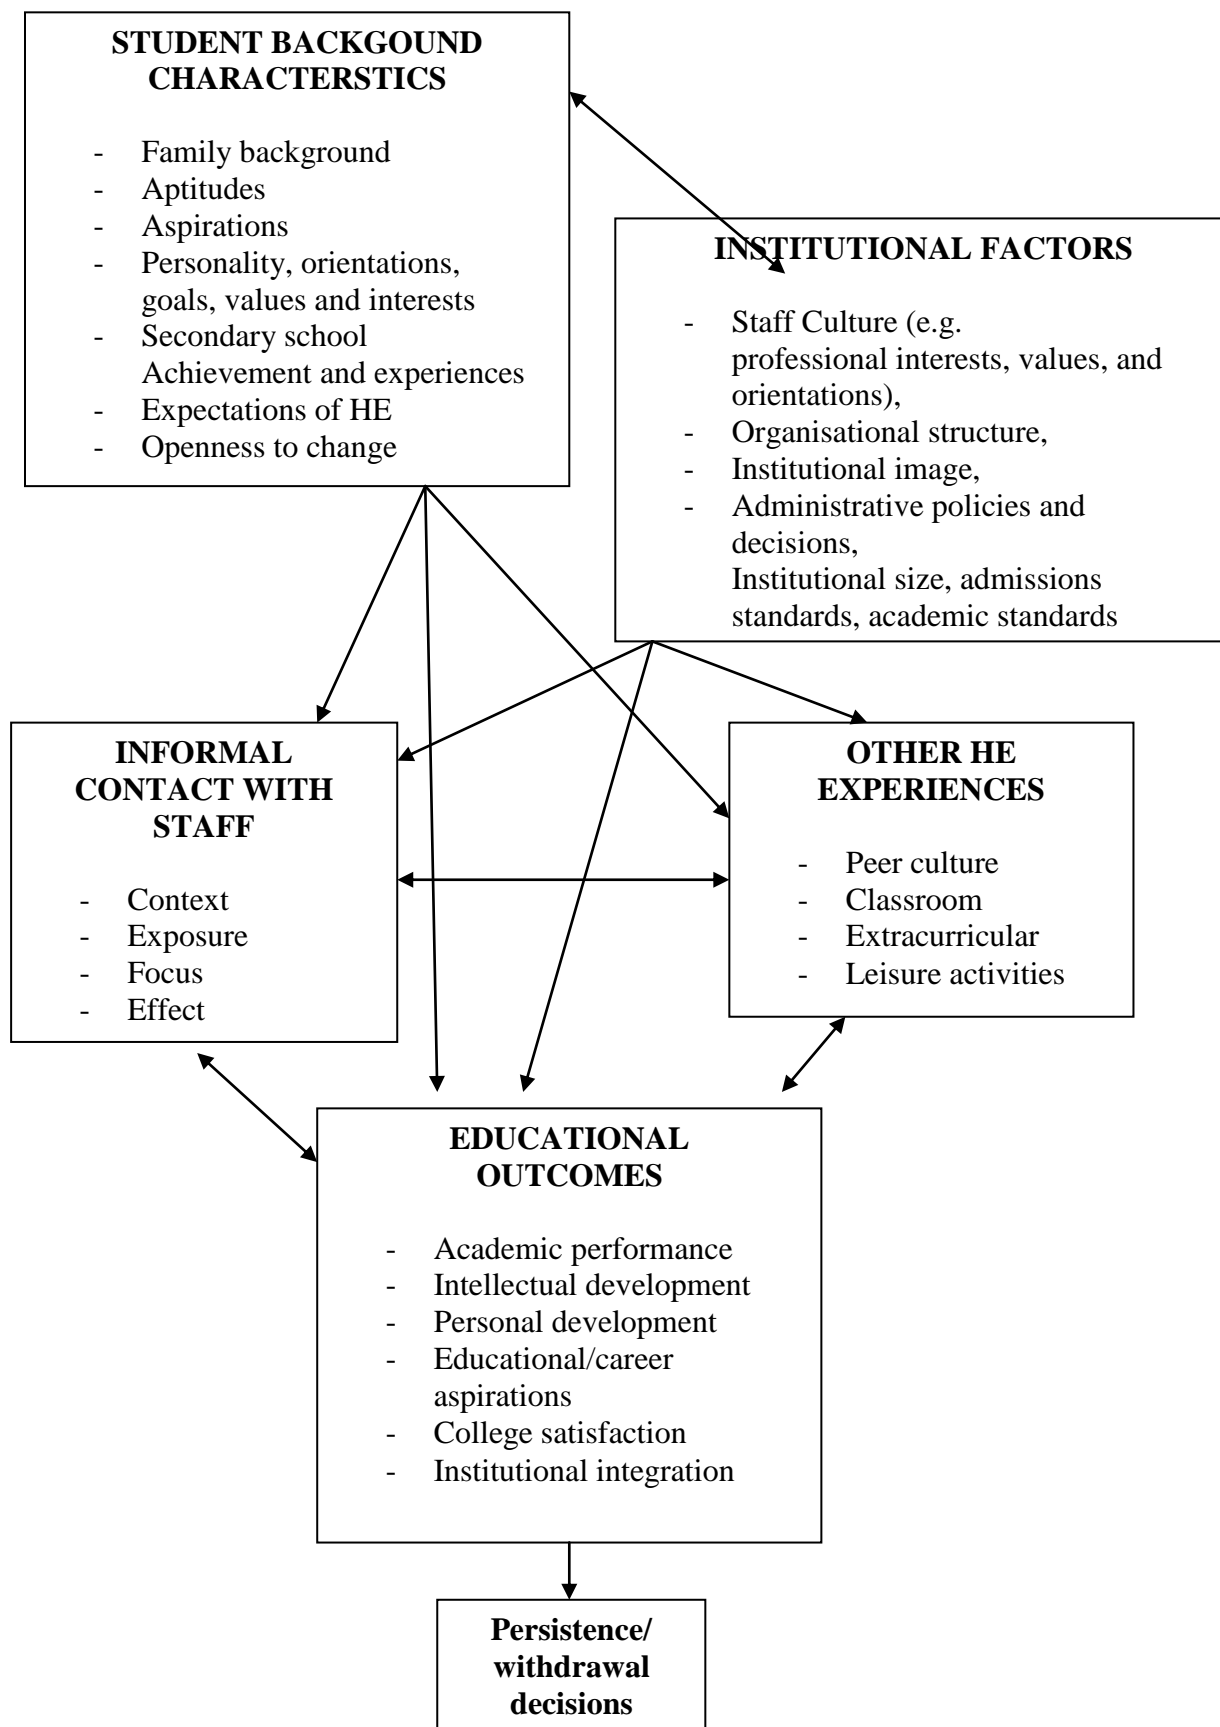 STUDENT BACKGOUND
CHARACTERSTICS
- Family background
- Aptitudes
- Aspirations
- Personality, orientations,
goals, values and interests
- Secondary school
Achievement and experiences
- Expectations of HE
- Openness to change
INSTITUTIONAL FACTORS
- Staff Culture (e.g.
professional interests, values, and
orientations),
- Organisational structure,
- Institutional image,
- Administrative policies and
decisions,
Institutional size, admissions
standards, academic standards
INFORMAL
CONTACT WITH
STAFF
- Context
- Exposure
- Focus
- Effect
OTHER HE
EXPERIENCES
- Peer culture
- Classroom
- Extracurricular
- Leisure activities
EDUCATIONAL
OUTCOMES
- Academic performance
- Intellectual development
- Personal development
- Educational/career
aspirations
- College satisfaction
- Institutional integration
Persistence/
withdrawal
decisions